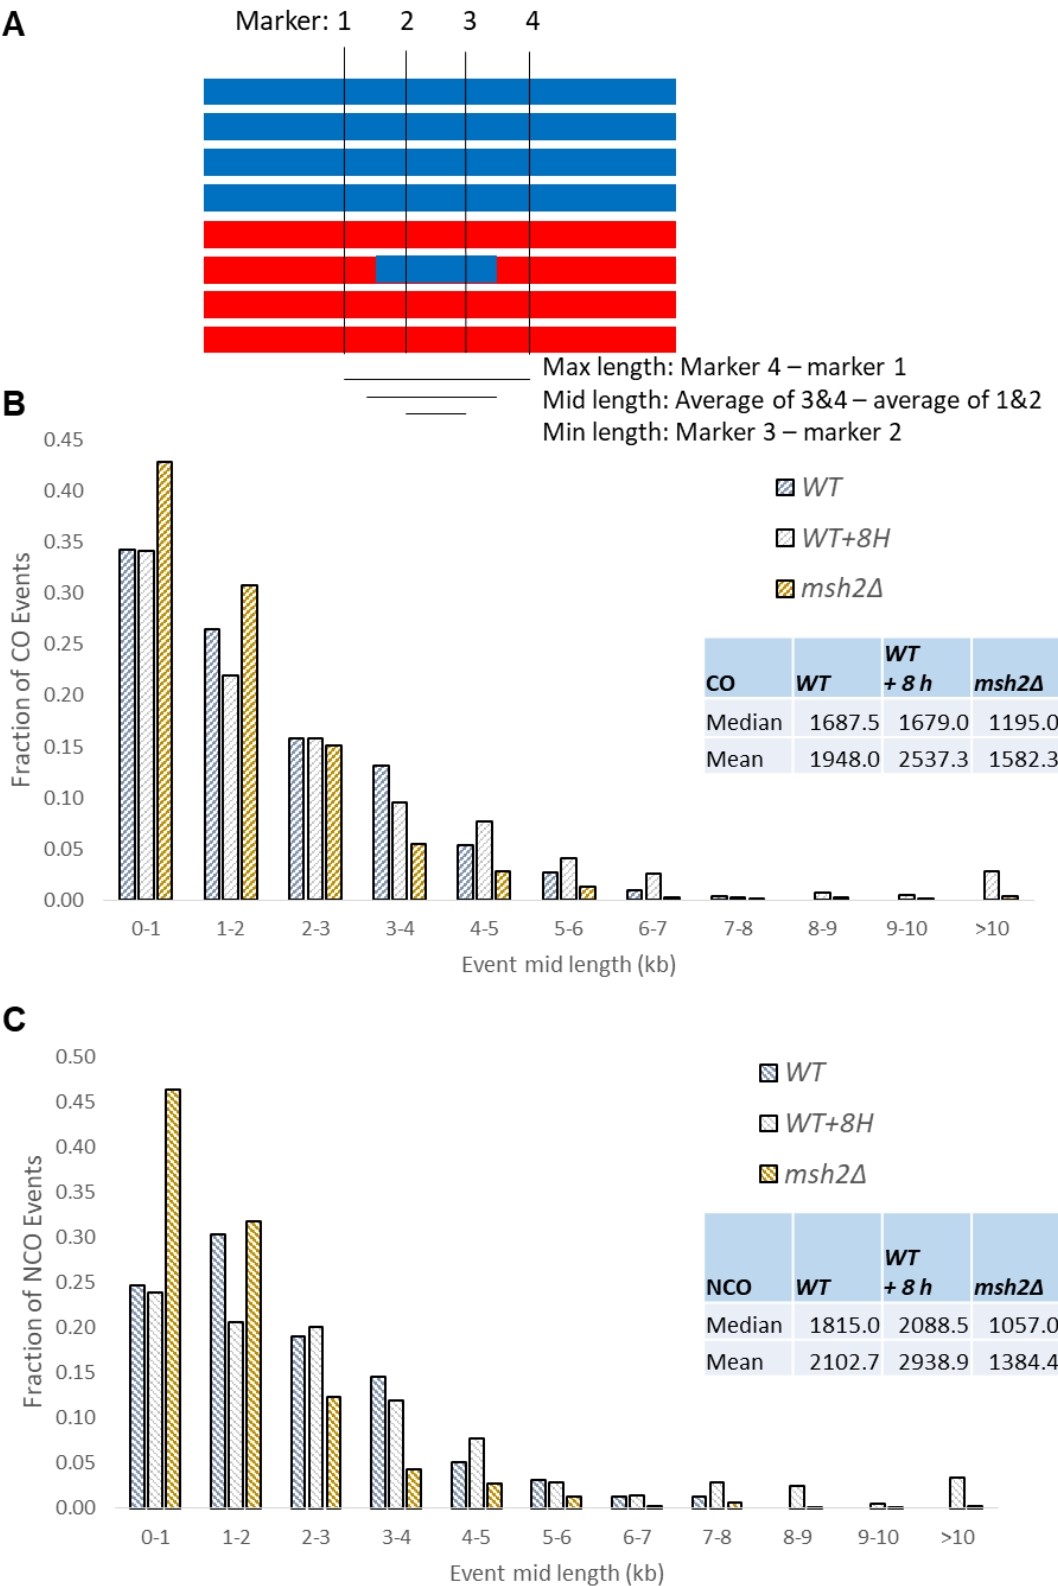 A
Marker: 1 2 3 4
Max length: Marker 4 – marker 1
Mid length: Average of 3&4 – average of 1&2
Min length: Marker 3 – marker 2
B
0.45
0.40
0.35
0.30
0.25
0.20
0.15
0.10
0.05
0.00
Fraction of CO Events
WT
WT+8H
msh2Δ
CO WT WT + 8 h msh2Δ
Median 1687.5 1679.0 1195.0
Mean 1948.0 2537.3 1582.3
0-1 1-2 2-3 3-4 4-5 5-6 6-7 7-8 8-9 9-10 >10
Event mid length (kb)
C
0.50
0.45
0.40
0.35
0.30
0.25
0.20
0.15
0.10
0.05
0.00
Fraction of NCO Events
WT
WT+8H
msh2Δ
NCO WT WT + 8 h msh2Δ
Median 1815.0 2088.5 1057.0
Mean 2102.7 2938.9 1384.4
0-1 1-2 2-3 3-4 4-5 5-6 6-7 7-8 8-9 9-10 >10
Event mid length (kb)